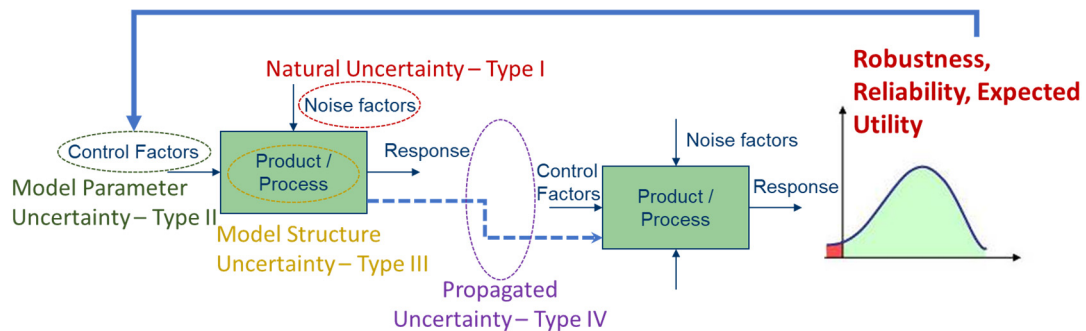 Natural Uncertainty – Type I
Noise factors
Control Factors
Product /
Process
Response
Model Parameter
Uncertainty – Type II
Model Structure
Uncertainty – Type III
Propagated
Uncertainty – Type IV
Noise factors
Control
Factors
Product /
Process
Response
Robustness,
Reliability, Expected
Utility